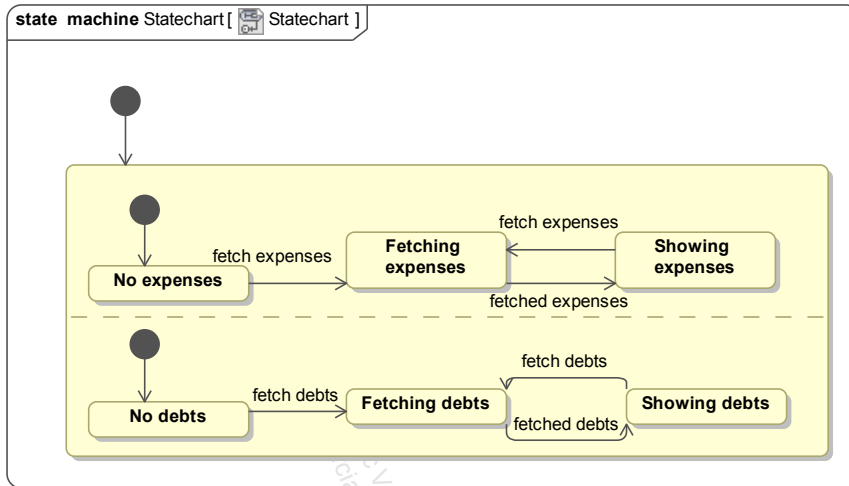 state machine Statechart [ Statechart ]
fetch expenses
Fetching
expenses
Showing
expenses
fetch expenses
No expenses
fetched expenses
fetch debts
fetch debts
Fetching debts
Showing debts
No debts
fetched debts